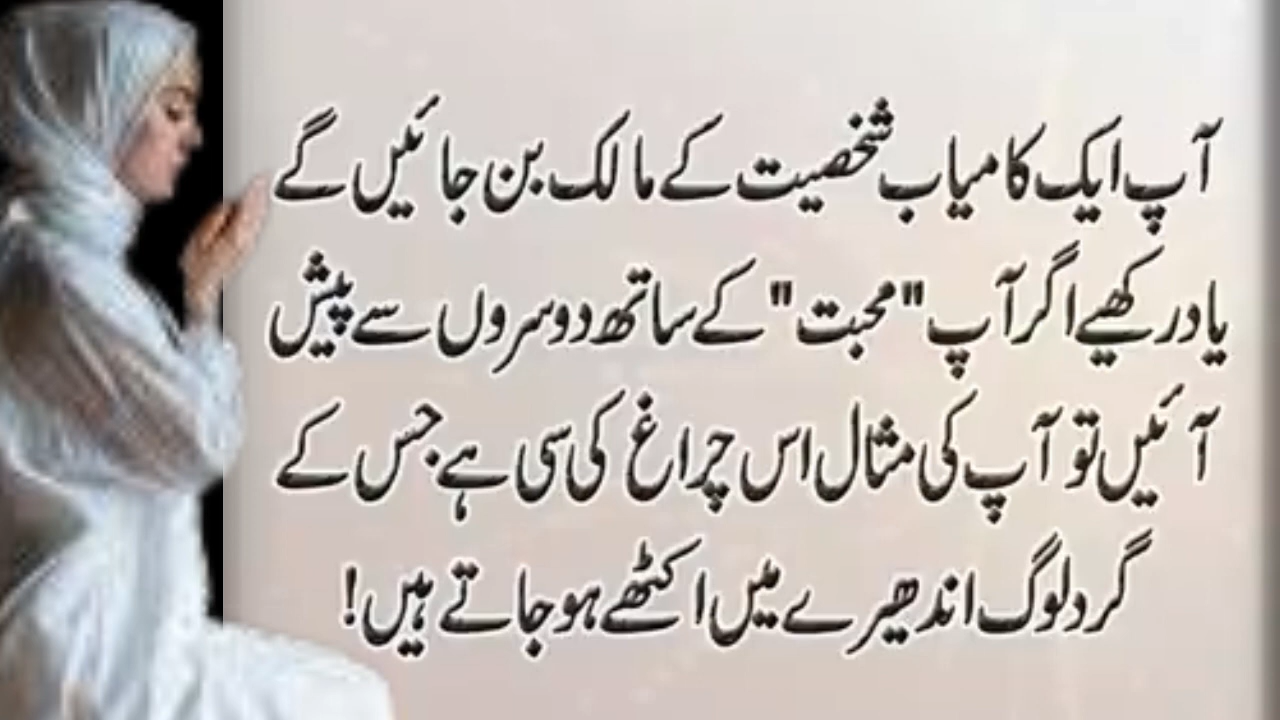 آپ ایک کامیاب شخصیت کے مالک بن جائیں گے
یاد رکھیے اگر آپ "محبت" کے ساتھ دوسروں سے پیش
آئیں تو آپ کی مثال اس چراغ کی سی ہے جس کے
گرد لوگ اندھیرے میں اکٹھے ہو جاتے ہیں!